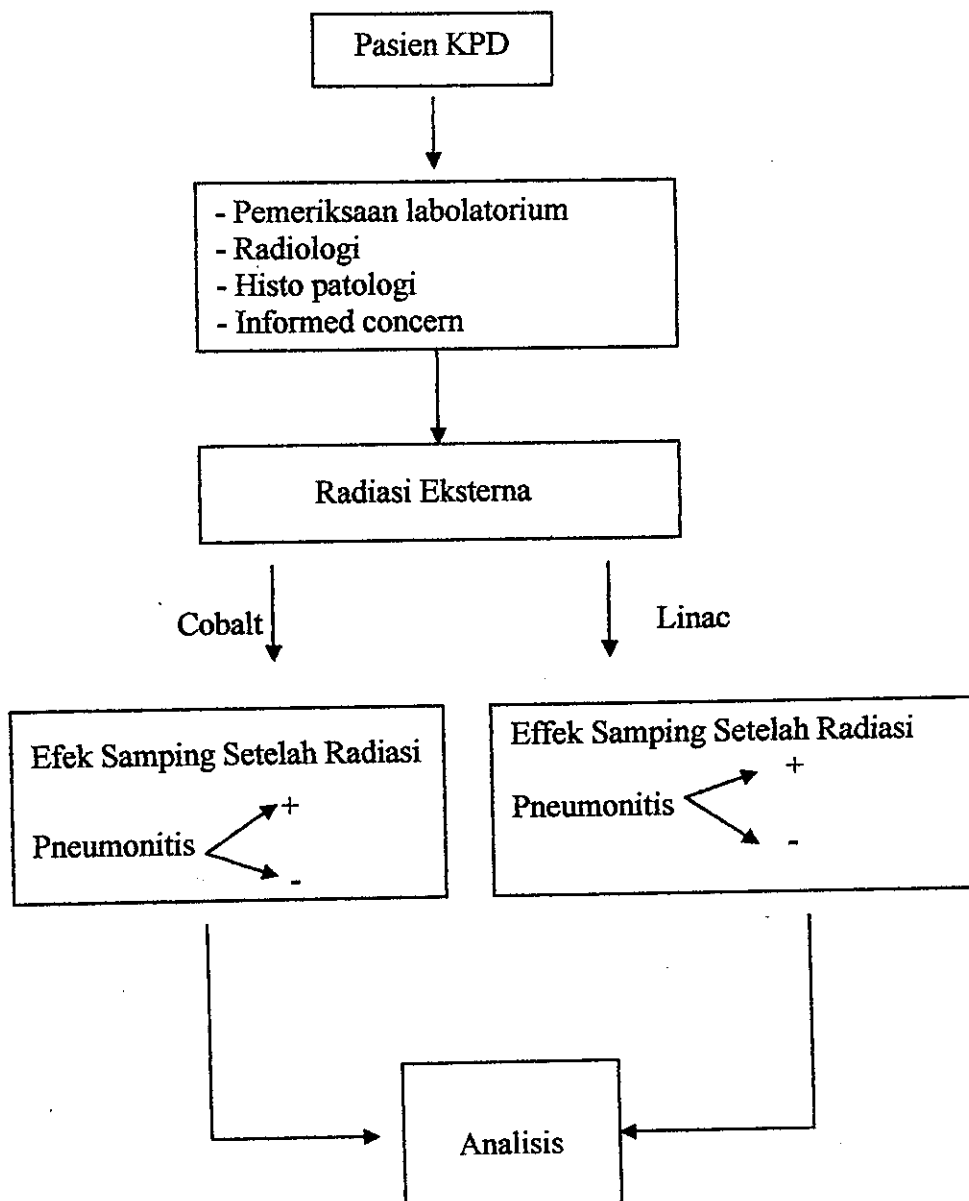 Pasien KPD
- Pemeriksaan labolatorium
- Radiologi
- Histo patologi
- Informed concern
Radiasi Eksterna
Cobalt
Linac
Efek Samping Setelah Radiasi
+
Pneumonitis
-
Effek Samping Setelah Radiasi
+
Pneumonitis
-
Analisis